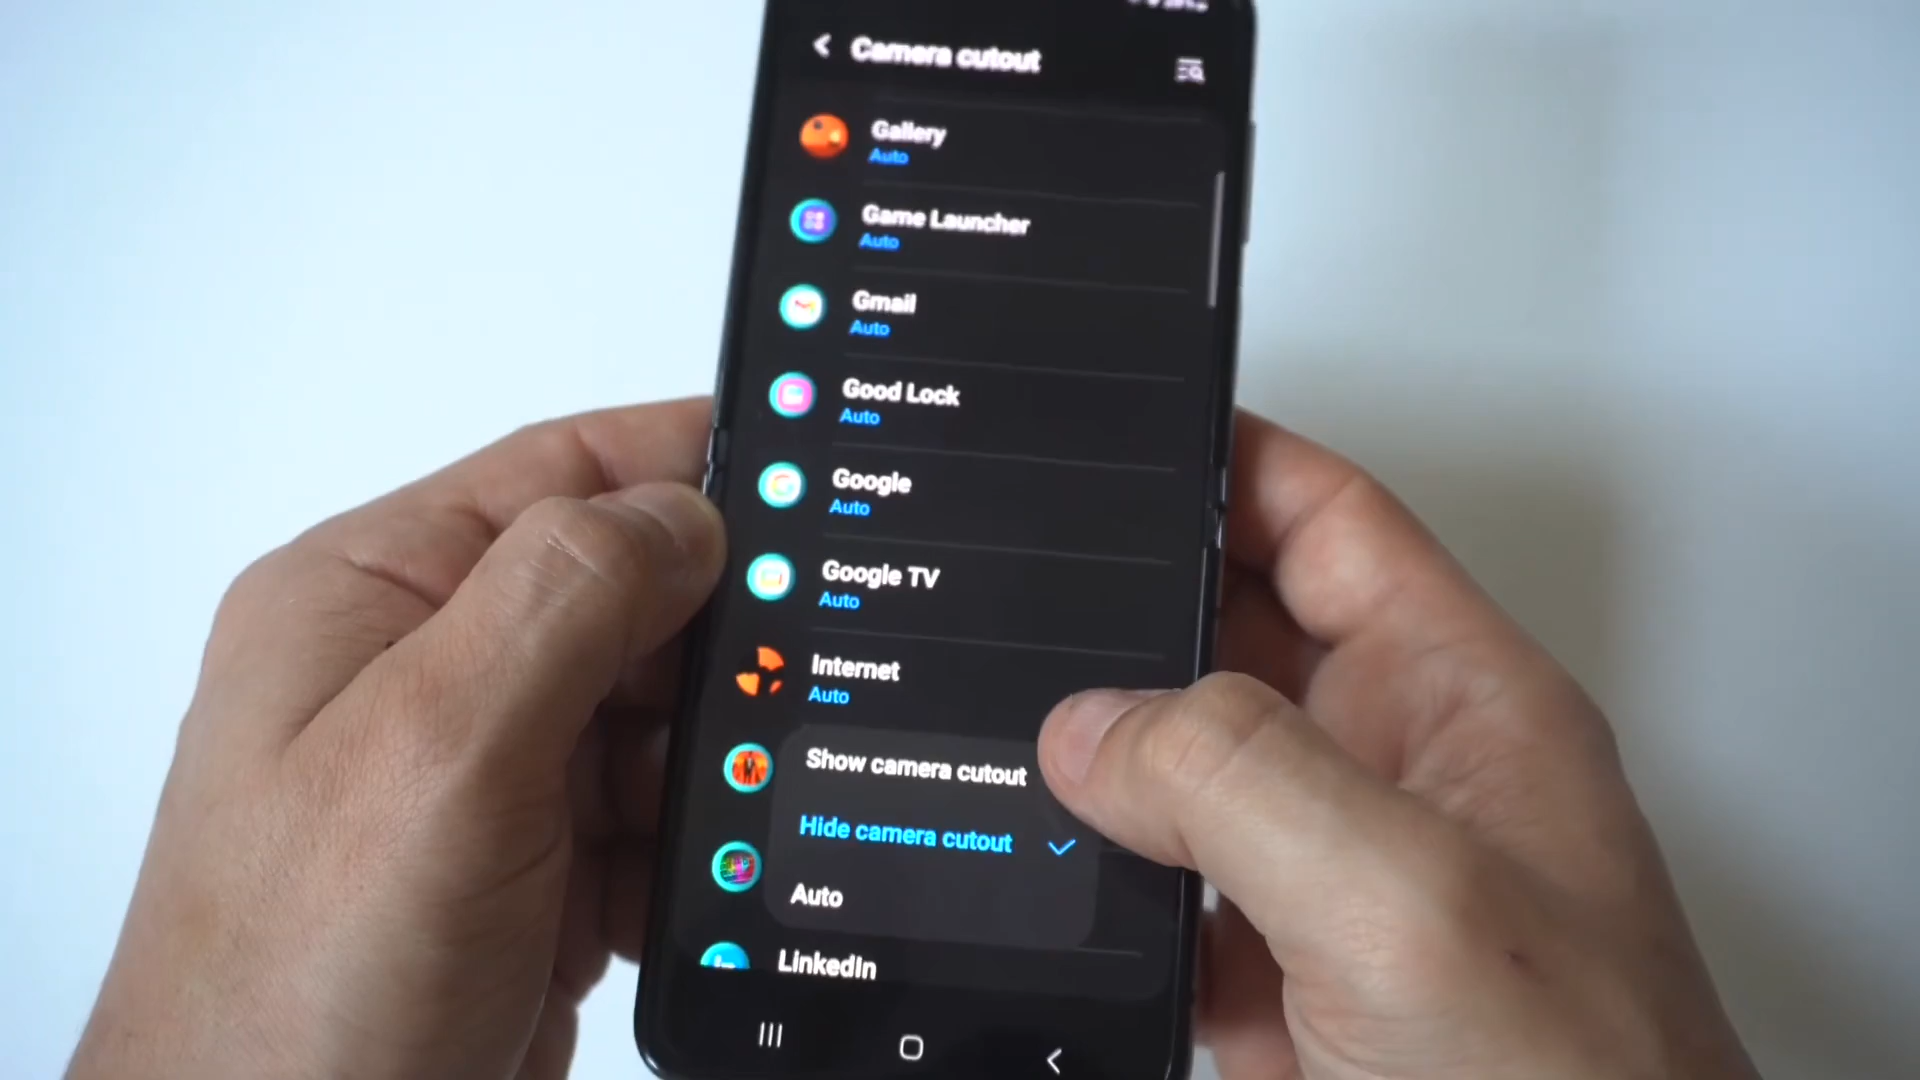 Camera cutout
Gallery
Auto
Game Launcher
Auto
Gmail
Auto
Good Lock
Auto
Google
Auto
Google TV
Auto
Internet
Auto
Show camera cutout
Hide camera cutout
Auto
LinkedIn